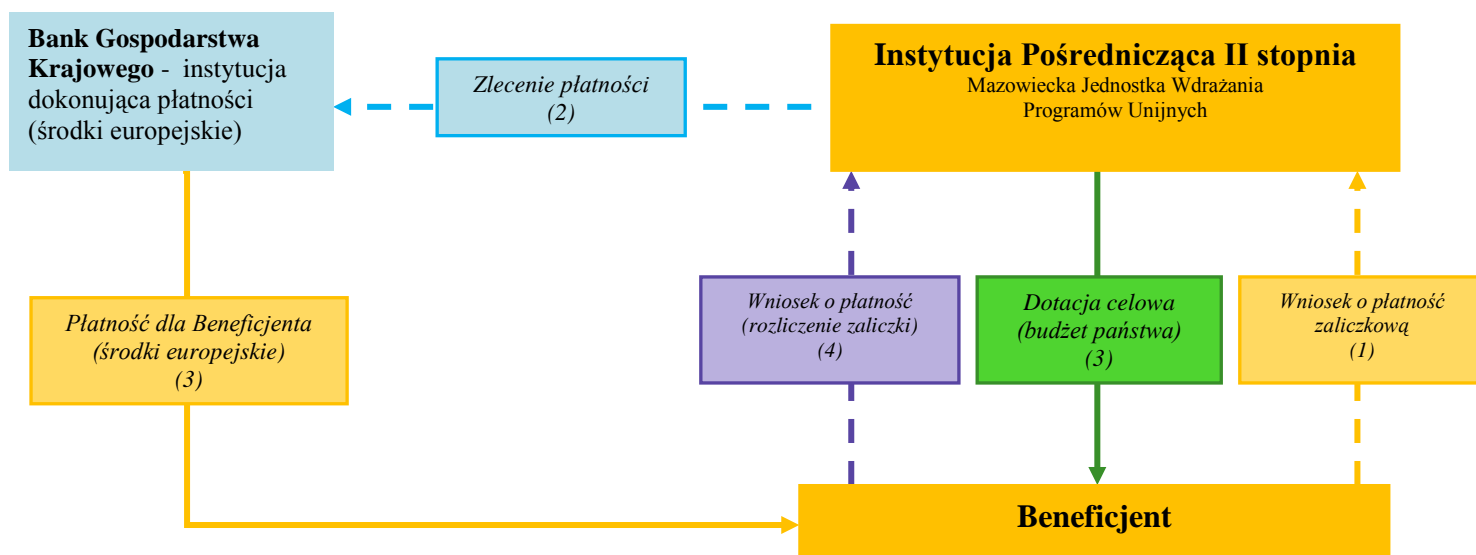 Bank Gospodarstwa
Krajowego - instytucja
dokonująca płatności
(środki europejskie)
Zlecenie płatności
(2)
Instytucja Pośrednicząca II stopnia
Mazowiecka Jednostka Wdrażania
Programów Unijnych
Płatność dla Beneficjenta
(środki europejskie)
(3)
Wniosek o płatność
(rozliczenie zaliczki)
(4)
Dotacja celowa
(budżet państwa)
(3)
Wniosek o płatność
zaliczkową
(1)
Beneficjent